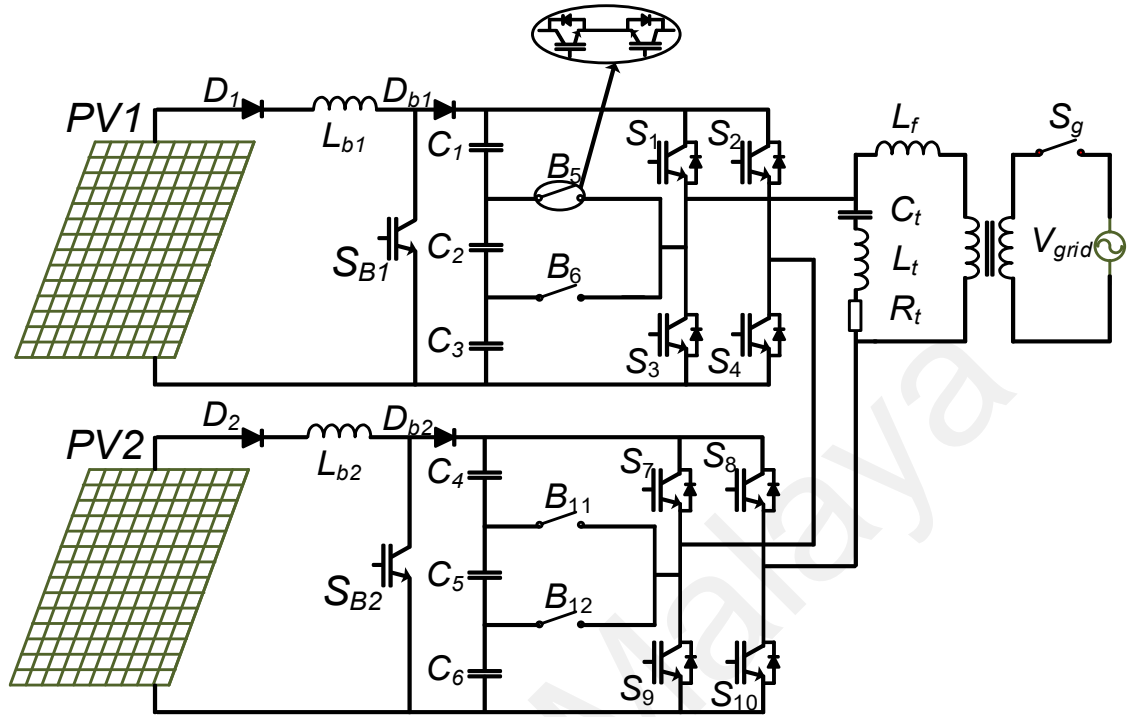 PV1
D1
Lb1
Db1
SB1
C1
C2
C3
B5
B6
S1
S2
S3
S4
Lf
Sg
Ct
Lt
Rt
Vgrid
PV2
D2
Lb2
Db2
SB2
C4
C5
C6
B11
B12
S7
S8
S9
S10
Malaya